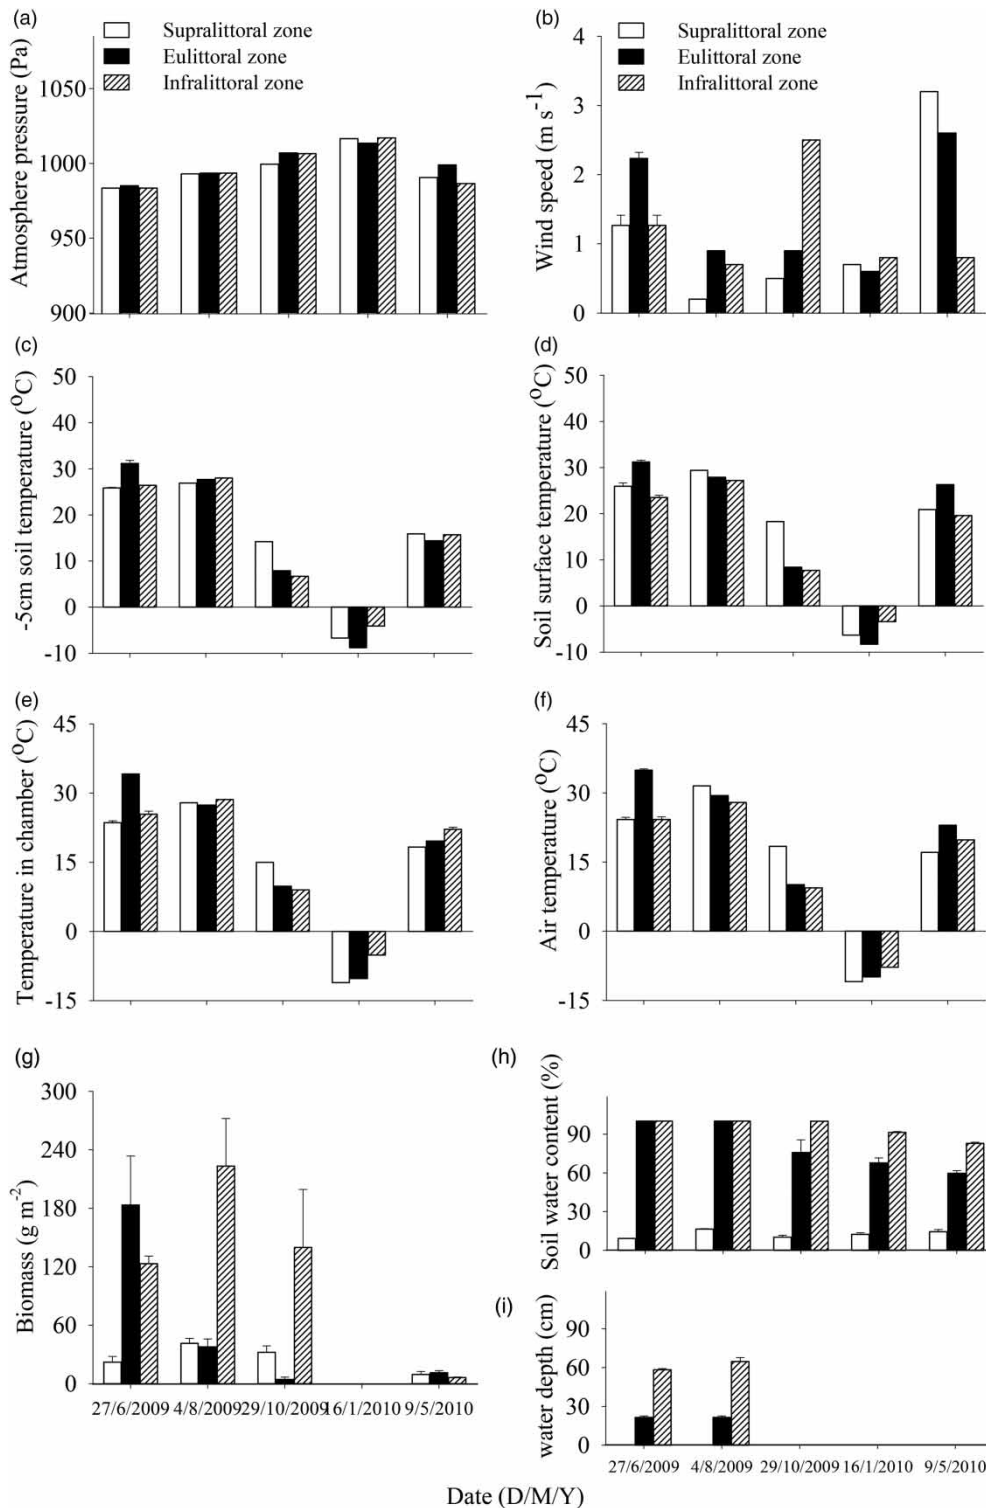 (a)
Supralittoral zone
Eulittoral zone
Infralittoral zone
Atmosphere pressure (Pa)
1050
1000
950
900
(b)
Supralittoral zone
Eulittoral zone
Infralittoral zone
Wind speed (m s-1)
4
3
2
1
0
(c)
-5cm soil temperature (OC)
50
40
30
20
10
0
-10
(d)
Soil surface temperature (OC)
50
40
30
20
10
0
-10
(e)
Temperature in chamber (OC)
45
30
15
0
-15
(f)
Air temperature (OC)
45
30
15
0
-15
(g)
Biomass (g m-2)
300
240
180
120
60
0
27/6/2009 4/8/2009 29/10/2009 16/1/2010 9/5/2010
(h)
Soil water content (%)
90
60
30
0
(i)
water depth (cm)
90
60
30
0
27/6/2009 4/8/2009 29/10/2009 16/1/2010 9/5/2010
Date (D/M/Y)